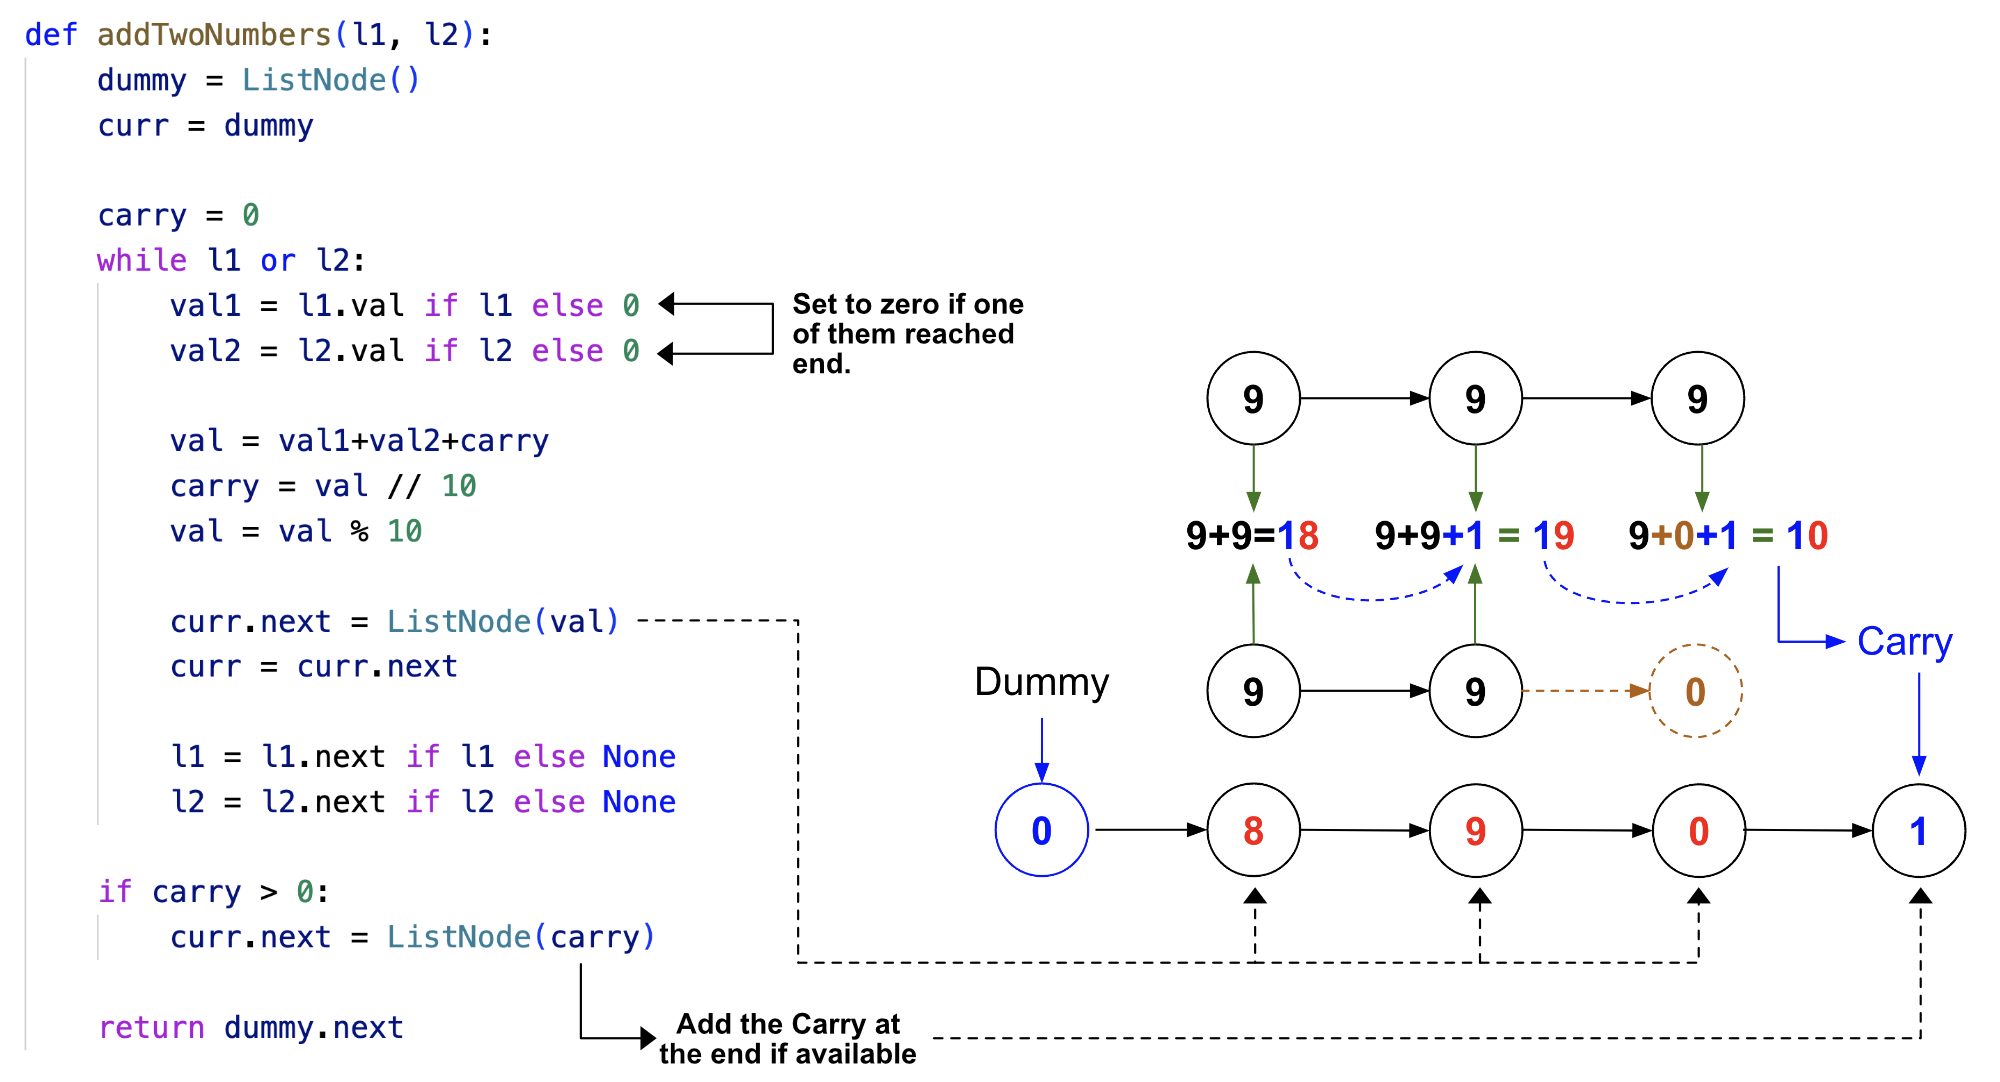 def addTwoNumbers(l1, l2):
dummy = ListNode()
curr = dummy
carry = 0
while l1 or l2:
val1 = l1.val if l1 else 0
val2 = l2.val if l2 else 0
Set to zero if one
of them reached
end.
val = val1+val2+carry
carry = val // 10
val = val % 10
curr.next = ListNode(val)
curr = curr.next
l1 = l1.next if l1 else None
l2 = l2.next if l2 else None
if carry > 0:
curr.next = ListNode(carry)
return dummy.next
Add the Carry at
the end if available
9 9 9
9+9=18 9+9+1 = 19 9+0+1 = 10
Carry
Dummy
9 9 0
0 8 9 0 1